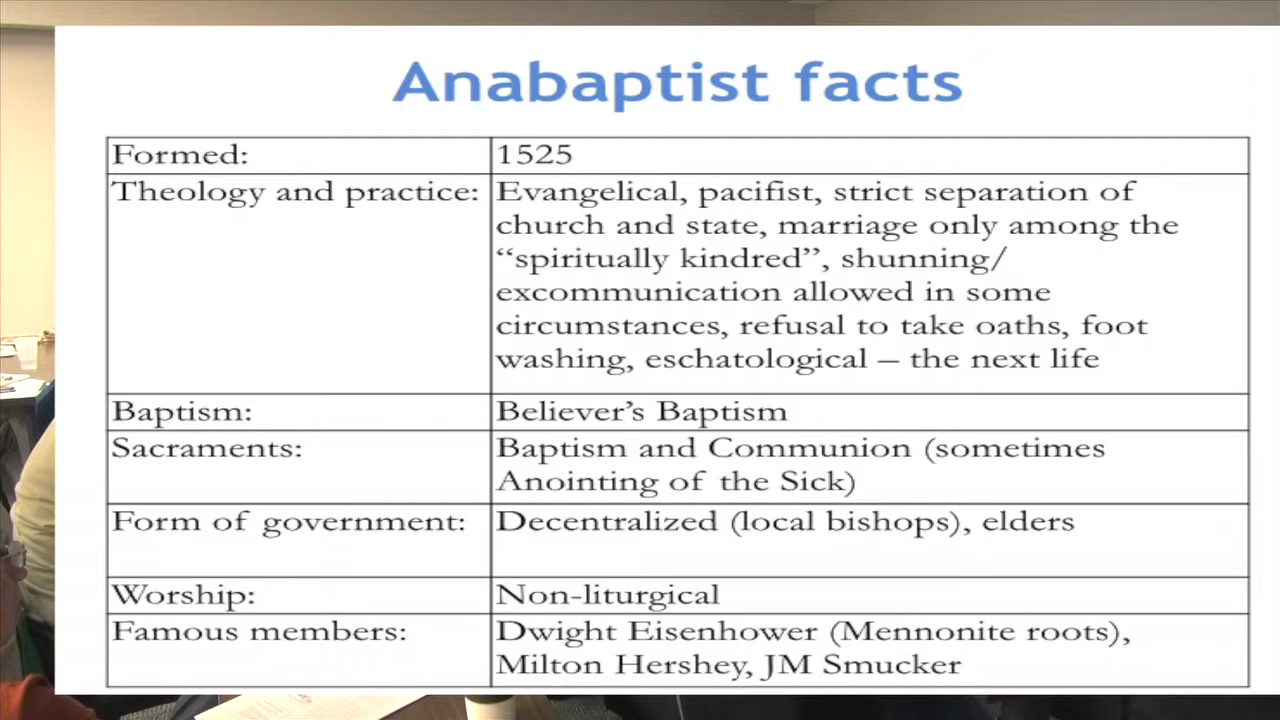 Anabaptist facts
Formed:
1525
Theology and practice:
Evangelical, pacifist, strict separation of
church and state, marriage only among the
“spiritually kindred”, shunning/
excommunication allowed in some
circumstances, refusal to take oaths, foot
washing, eschatological – the next life
Baptism:
Believer’s Baptism
Sacraments:
Baptism and Communion (sometimes
Anointing of the Sick)
Form of government:
Decentralized (local bishops), elders
Worship:
Non-liturgical
Famous members:
Dwight Eisenhower (Mennonite roots),
Milton Hershey, JM Smucker